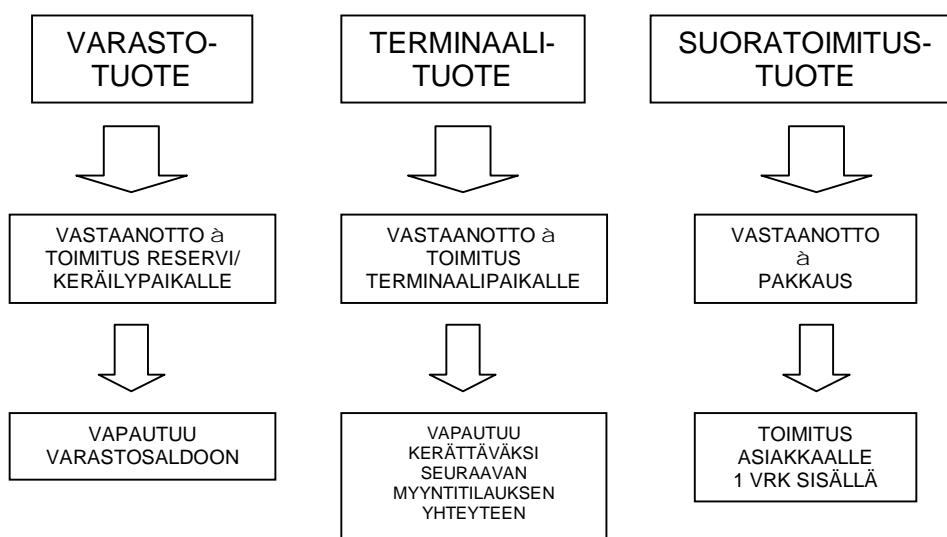 VARASTO-
TUOTE
TERMINAALI-
TUOTE
SUORATOIMITUS-
TUOTE
VASTAANOTTO à
TOIMITUS RESERVI/
KERÄILYPAIKALLE
VASTAANOTTO à
TOIMITUS
TERMINAALIPAIKALLE
VASTAANOTTO
à
PAKKAUS
VAPAUTUU
VARASTOSALDOON
VAPAUTUU
KERÄTTÄVÄKSI
SEURAAVAN
MYYNTITILAUKSEN
YHTEYTEEN
TOIMITUS
ASIAKKAALLE
1 VRK SISÄLLÄ